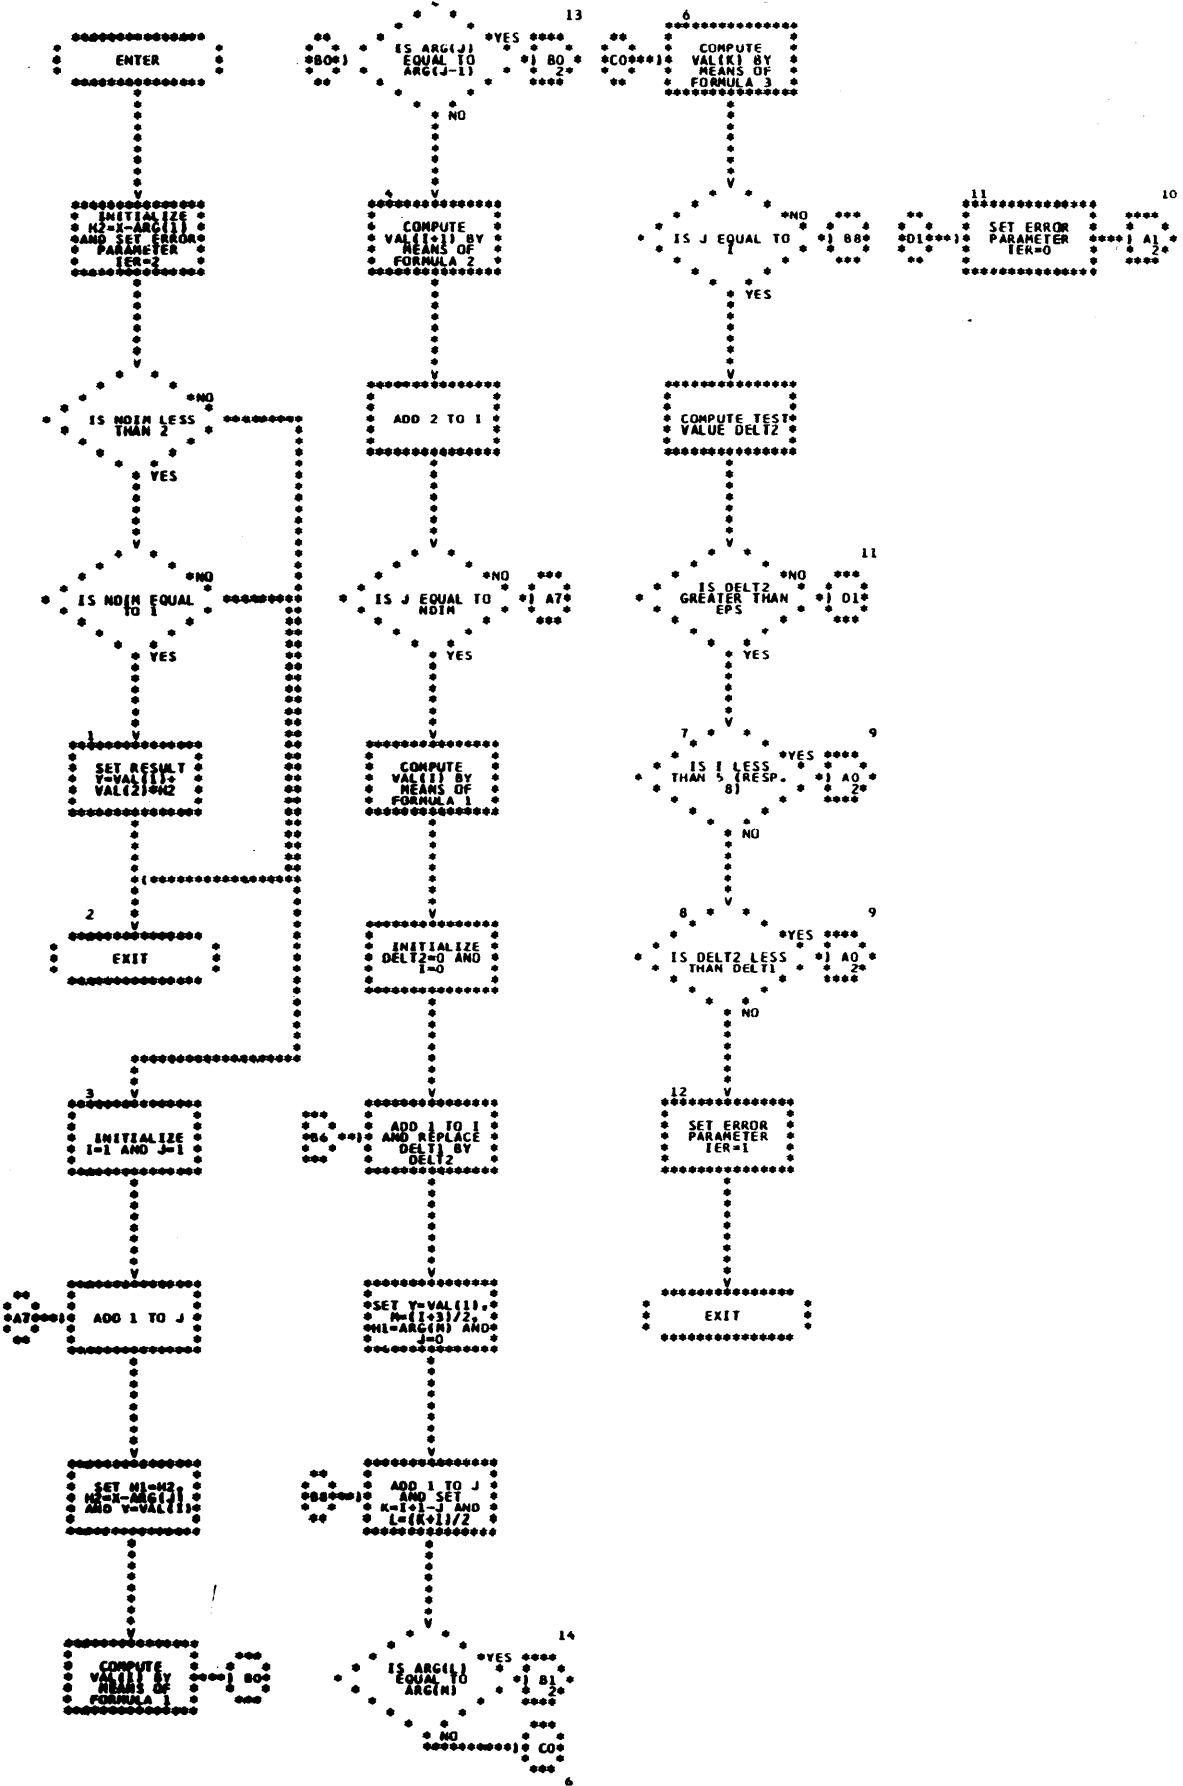 ENTER
INITIALIZE
H2=X-ARG(1)
AND SET ERROR
PARAMETER
IER=2
NO
IS NDIM LESS
THAN 2
YES
NO
IS NDIM EQUAL
TO 1
YES
1
SET RESULT
Y=VAL(1)+
VAL(2)*H2
2
EXIT
3
INITIALIZE
I=1 AND J=1
A7
ADD 1 TO J
SET H1=H2,
H2=X-ARG(J)
AND Y=VAL(I)
COMPUTE
VAL(I) BY
MEANS OF
FORMULA 1
B0
B0
IS ARG(J)
EQUAL TO
ARG(J-1)
YES
13
B0
2
NO
4
COMPUTE
VAL(I+1) BY
MEANS OF
FORMULA 2
ADD 2 TO I
NO
IS J EQUAL TO
NDIM
A7
YES
COMPUTE
VAL(I) BY
MEANS OF
FORMULA 1
INITIALIZE
DELT2=0 AND
I=0
B6
ADD 1 TO I
AND REPLACE
DELT1 BY
DELT2
SET Y=VAL(1),
M=(I+3)/2,
H1=ARG(M) AND
J=0
B8
ADD 1 TO J
AND SET
K=I+1-J AND
L=(K+1)/2
14
YES
IS ARG(L)
EQUAL TO
ARG(M)
B1
2
NO
C0
6
6
C0
COMPUTE
VAL(K) BY
MEANS OF
FORMULA 3
NO
IS J EQUAL TO
I
B8
YES
COMPUTE TEST
VALUE DELT2
11
NO
IS DELT2
GREATER THAN
EPS
D1
YES
7
9
YES
IS I LESS
THAN 5 (RESP.
8)
A0
2
NO
8
9
YES
IS DELT2 LESS
THAN DELT1
A0
2
NO
12
SET ERROR
PARAMETER
IER=1
EXIT
11
D1
SET ERROR
PARAMETER
IER=0
10
A1
2